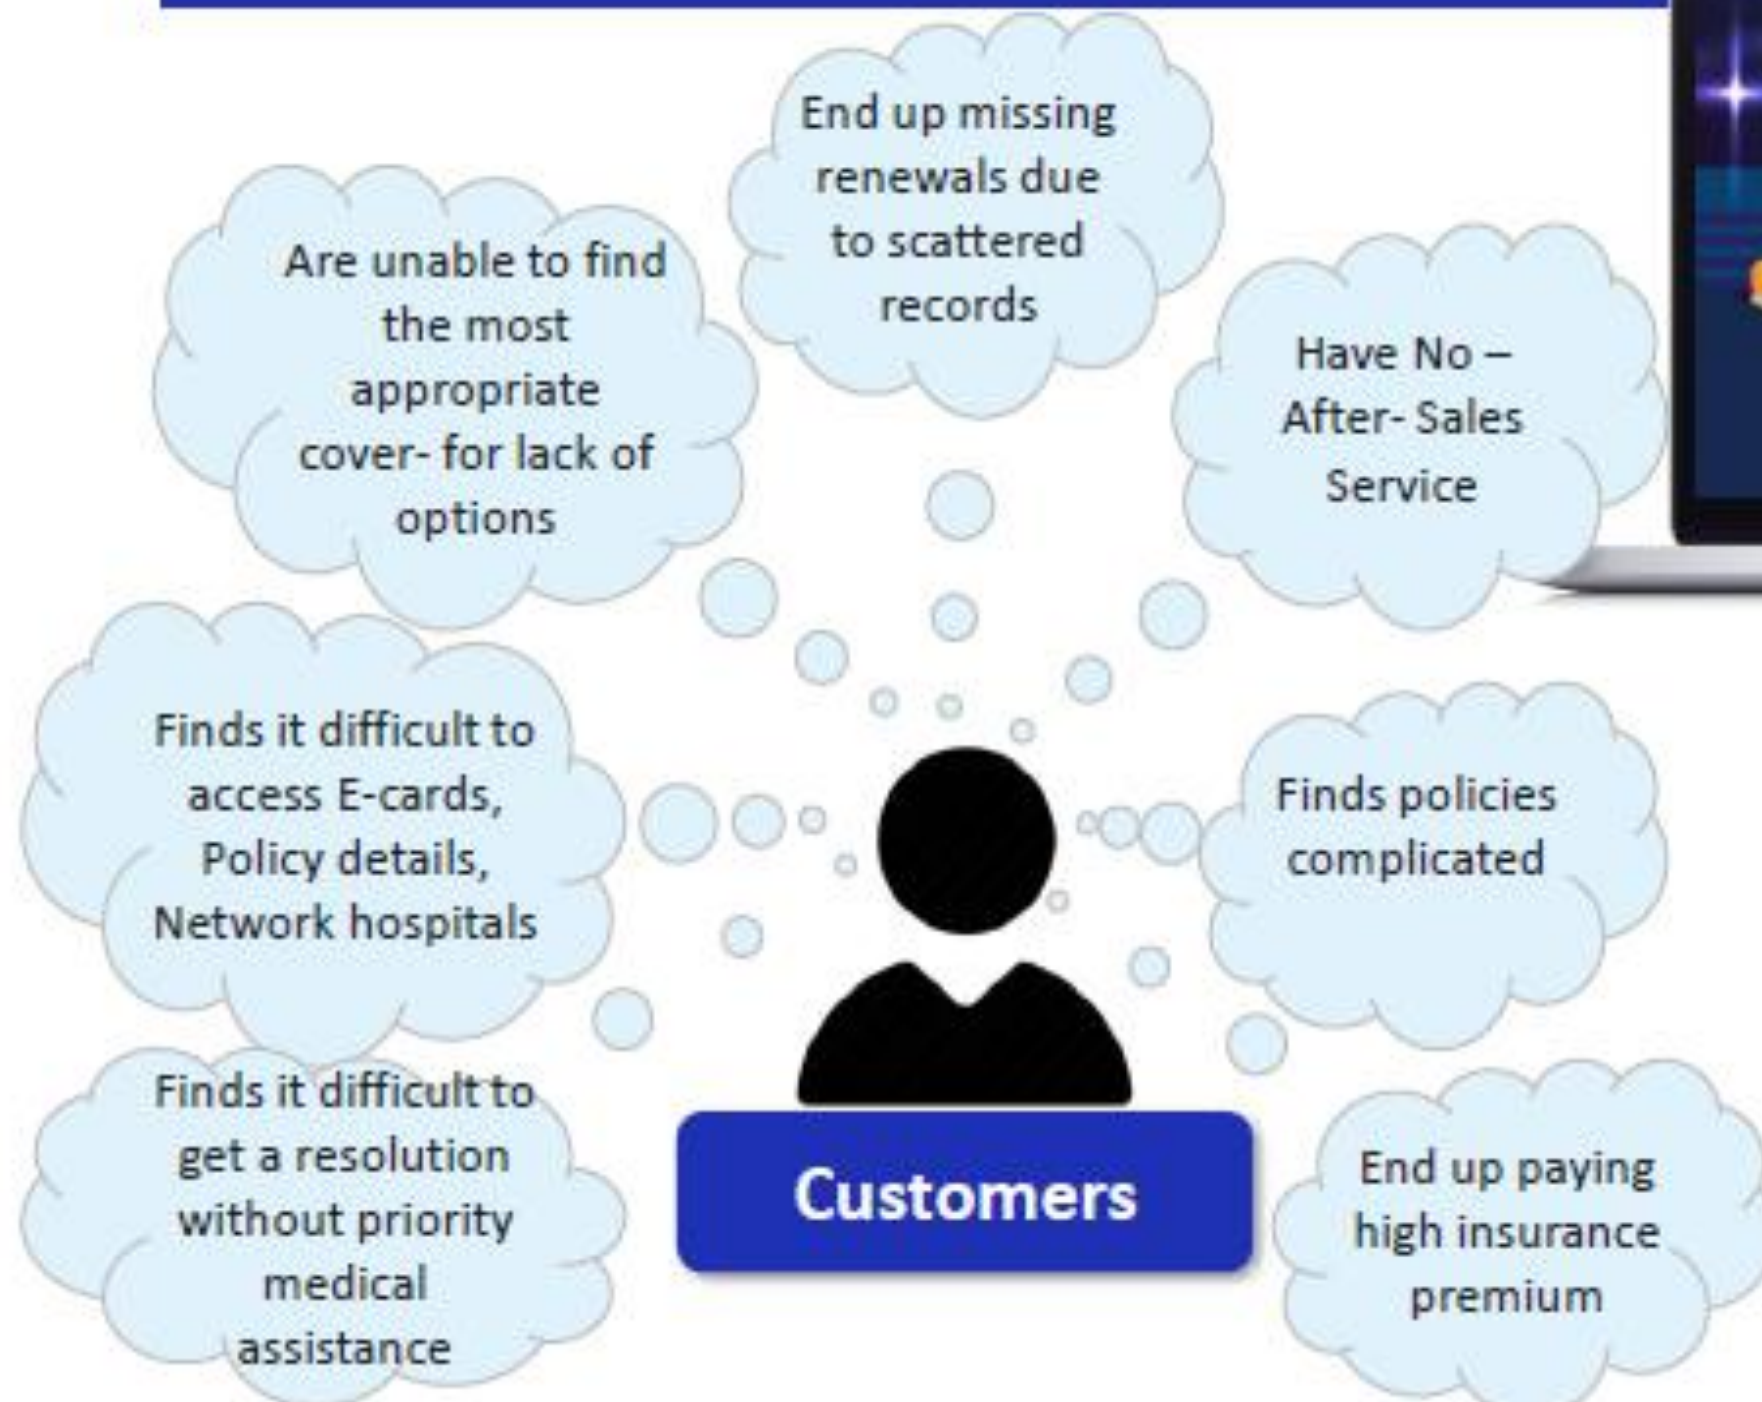 End up missing
renewals due
to scattered
records
Are unable to find
the most
appropriate
cover- for lack of
options
Have No –
After- Sales
Service
Finds it difficult to
access E-cards,
Policy details,
Network hospitals
Finds policies
complicated
Finds it difficult to
get a resolution
without priority
medical
assistance
Customers
End up paying
high insurance
premium